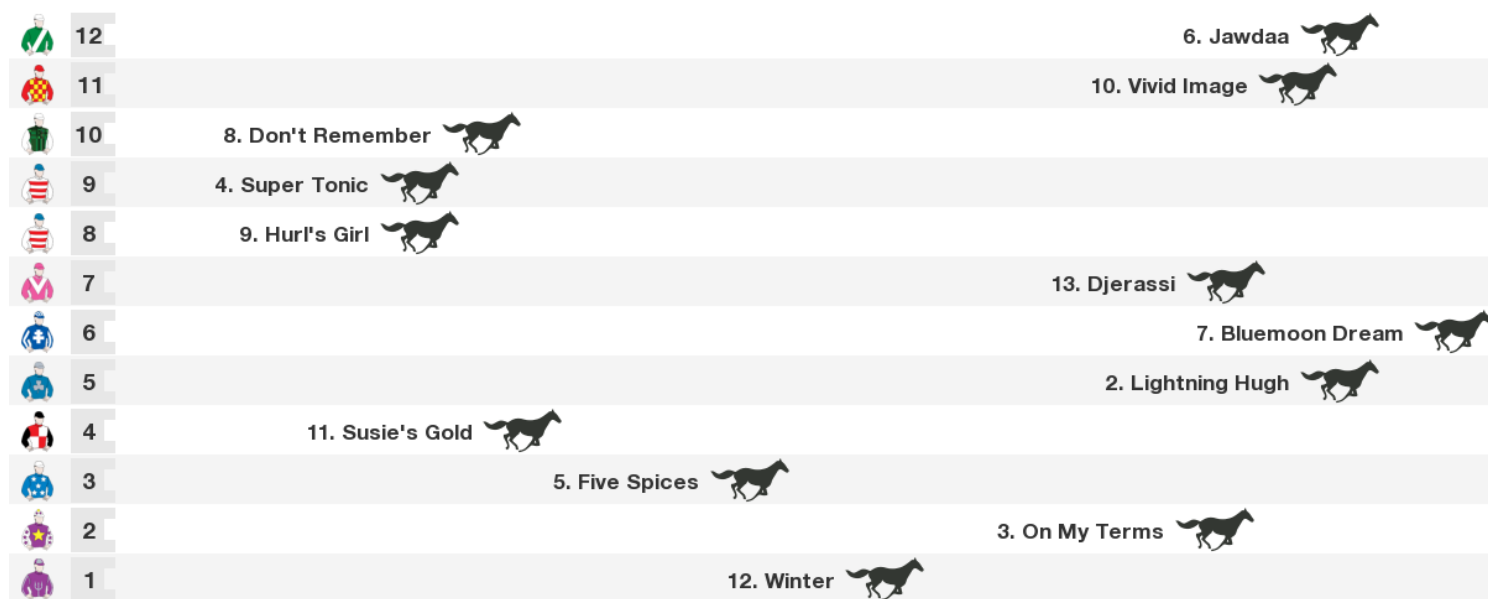 12 6. Jawdaa
11 10. Vivid Image
10 8. Don't Remember
9 4. Super Tonic
8 9. Hurl's Girl
7 13. Djerassi
6 7. Bluemoon Dream
5 2. Lightning Hugh
4 11. Susie's Gold
3 5. Five Spices
2 3. On My Terms
1 12. Winter